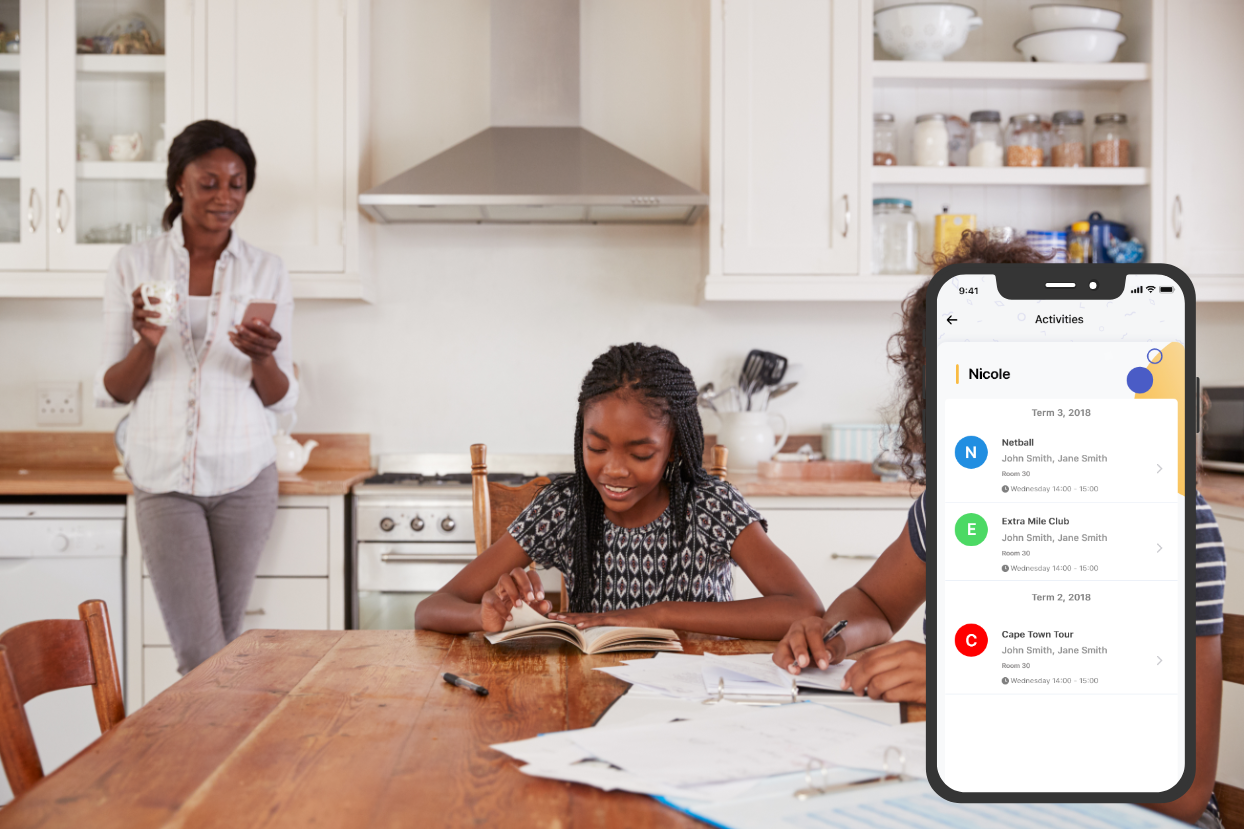 9:41
Activities
Nicole
Term 3, 2018
N
Netball
John Smith, Jane Smith
Room 30
Wednesday 14:00 - 15:00
E
Extra Mile Club
John Smith, Jane Smith
Room 30
Wednesday 14:00 - 15:00
Term 2, 2018
C
Cape Town Tour
John Smith, Jane Smith
Room 30
Wednesday 14:00 - 15:00